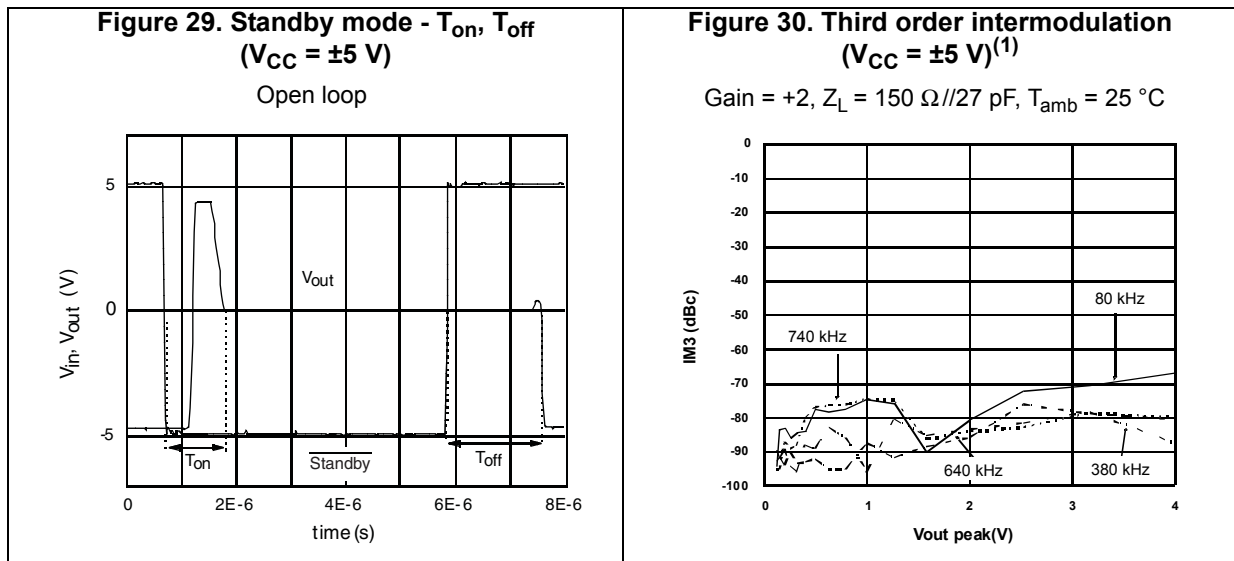 Figure 29. Standby mode - Ton, Toff
(VCC = ±5 V)
Open loop
5
0
-5
Vin, Vout (V)
Vout
Ton
Standby
Toff
0
2E-6
4E-6
6E-6
8E-6
time (s)
Figure 30. Third order intermodulation
(VCC = ±5 V)(1)
Gain = +2, ZL = 150 Ω//27 pF, Tamb = 25 °C
0
-10
-20
-30
-40
-50
-60
-70
-80
-90
-100
IM3 (dBc)
80 kHz
740 kHz
640 kHz
380 kHz
0
1
2
3
4
Vout peak(V)